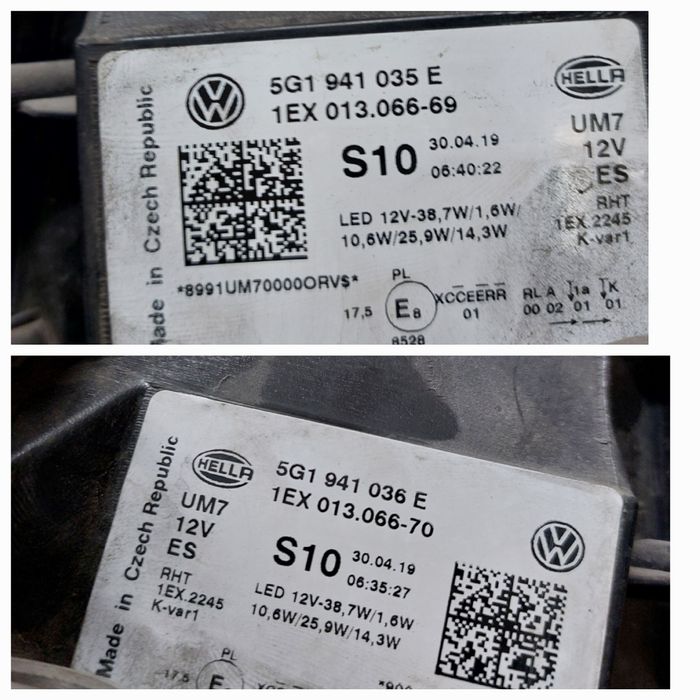 Made in Czech Republic
5G1 941 035 E
1EX 013.066-69
HELLA
S10
30.04.19
06:40:22
UM7
12V
ES
RHT
1EX.2245
K-var1
LED 12V-38,7W/1,6W/
10,6W/25,9W/14,3W
*8991UM70000ORV$*
PL
17,5 E8 XCCEERR RL A 1a K
01 00 02 01 01
8528
Made in Czech Republic
HELLA
5G1 941 036 E
1EX 013.066-70
UM7
12V
ES
S10
30.04.19
06:35:27
RHT
1EX.2245
K-var1
LED 12V-38,7W/1,6W
10,6W/25,9W/14,3W
PL
17,5 E